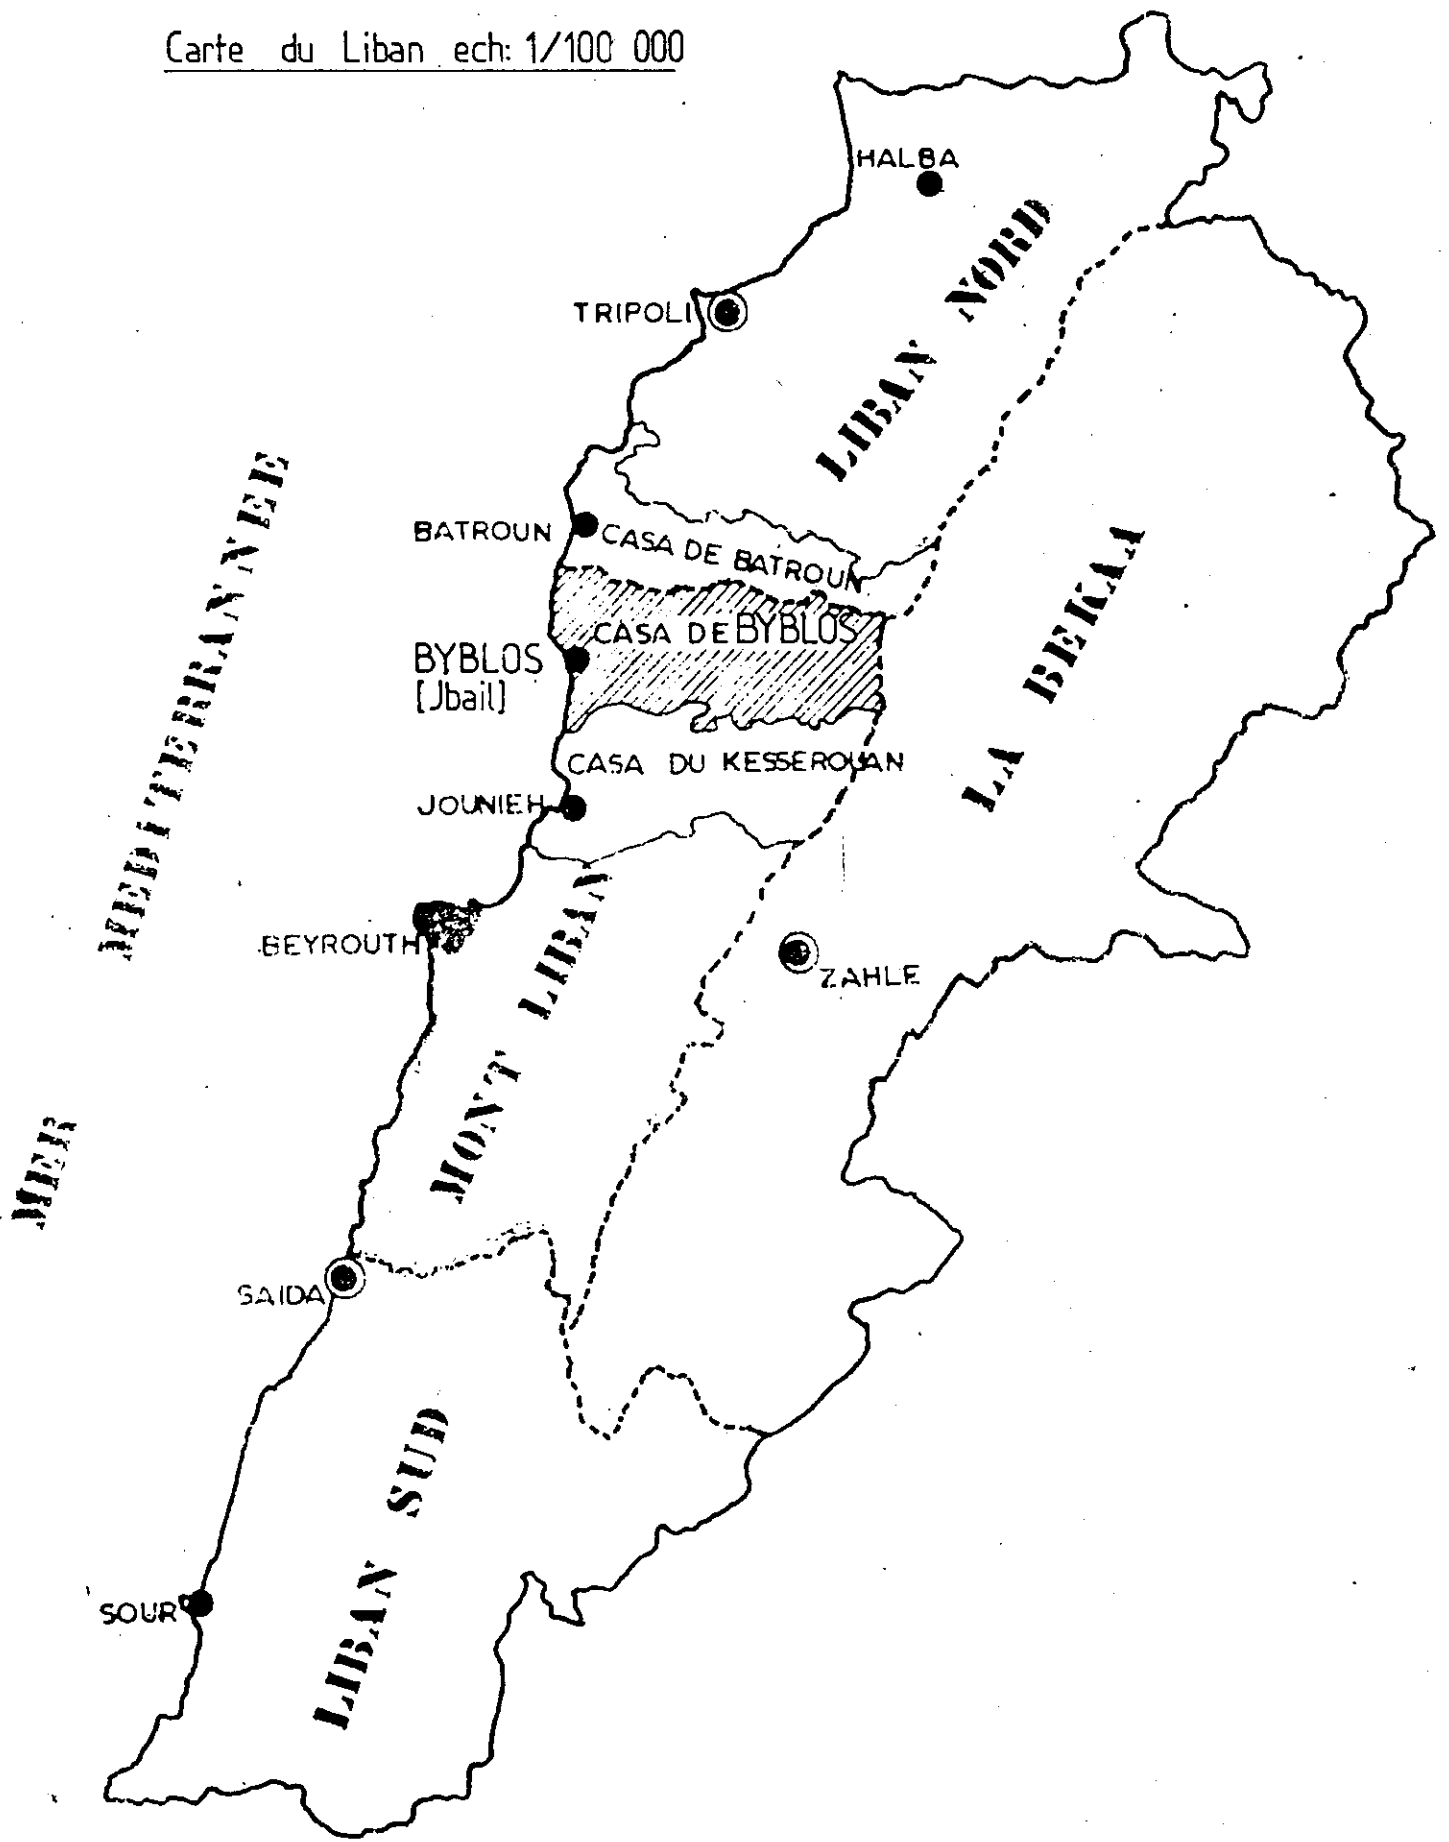 Carte du Liban ech: 1/100 000
HALBA
LIBAN NORD
TRIPOLI
MER MEDITERRANNEE
BATROUN
CASA DE BATROUN
CASA DE BYBLOS
BYBLOS
[Jbail]
LA BEKAA
CASA DU KESSEROUAN
JOUNIEH
BEYROUTH
MONT LIBAN
ZAHLE
SAIDA
LIBAN SUD
SOUR